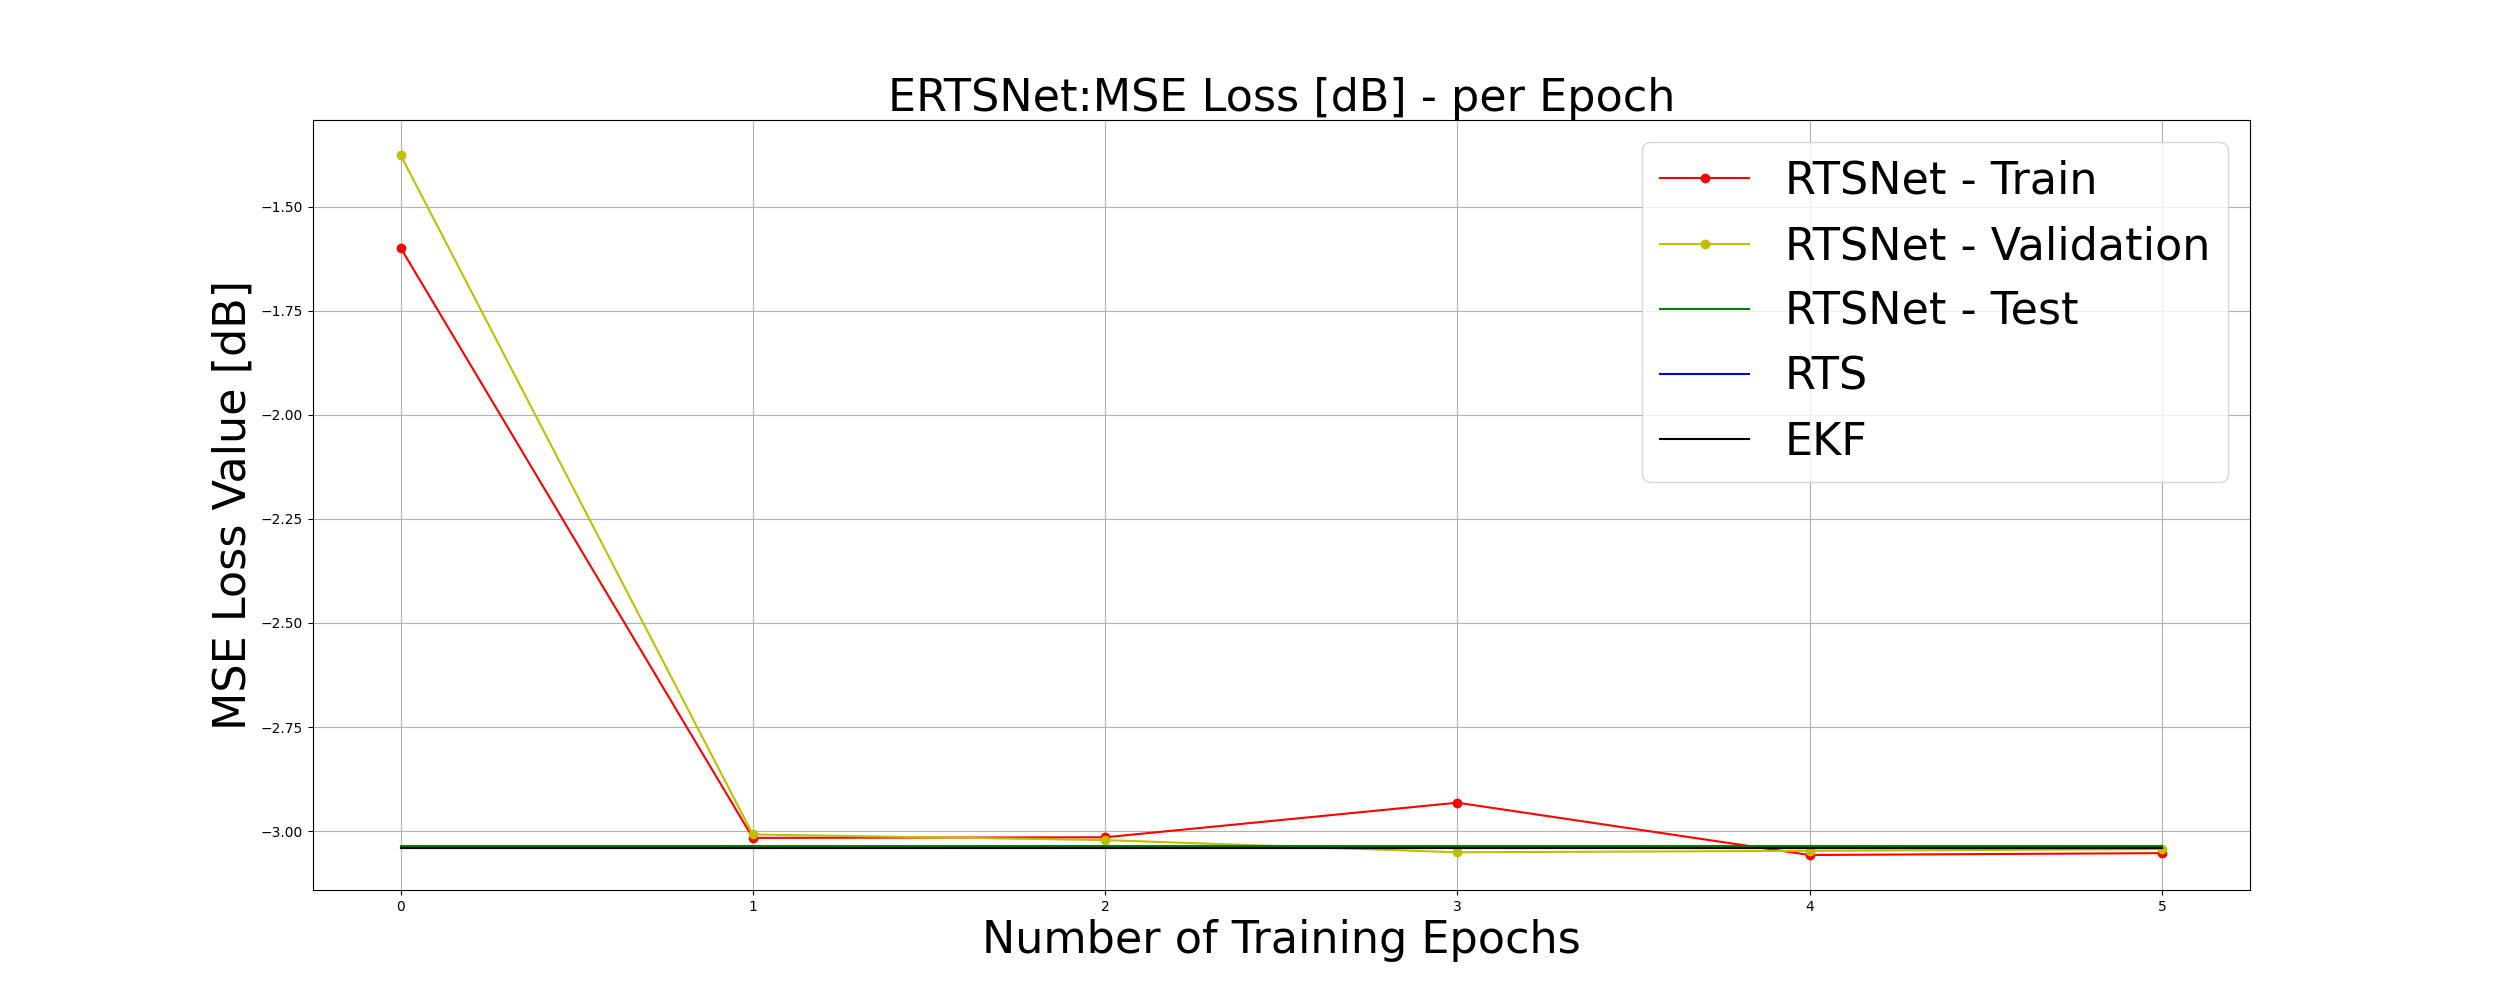 ERTSNet:MSE Loss [dB] - per Epoch
MSE Loss Value [dB]
−1.50
−1.75
−2.00
−2.25
−2.50
−2.75
−3.00
RTSNet - Train
RTSNet - Validation
RTSNet - Test
RTS
EKF
0 1 2 3 4 5
Number of Training Epochs